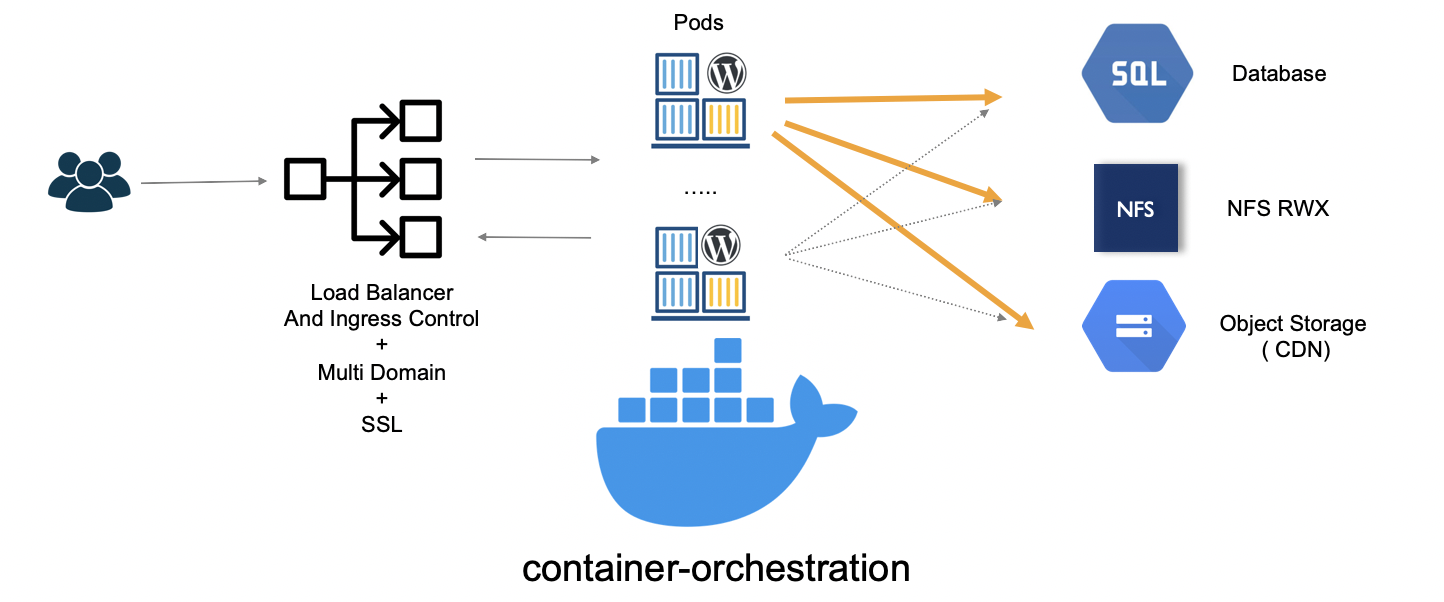 Pods
SQL
Database
.....
NFS
NFS RWX
Load Balancer
And Ingress Control
+
Multi Domain
+
SSL
Object Storage
( CDN)
container-orchestration